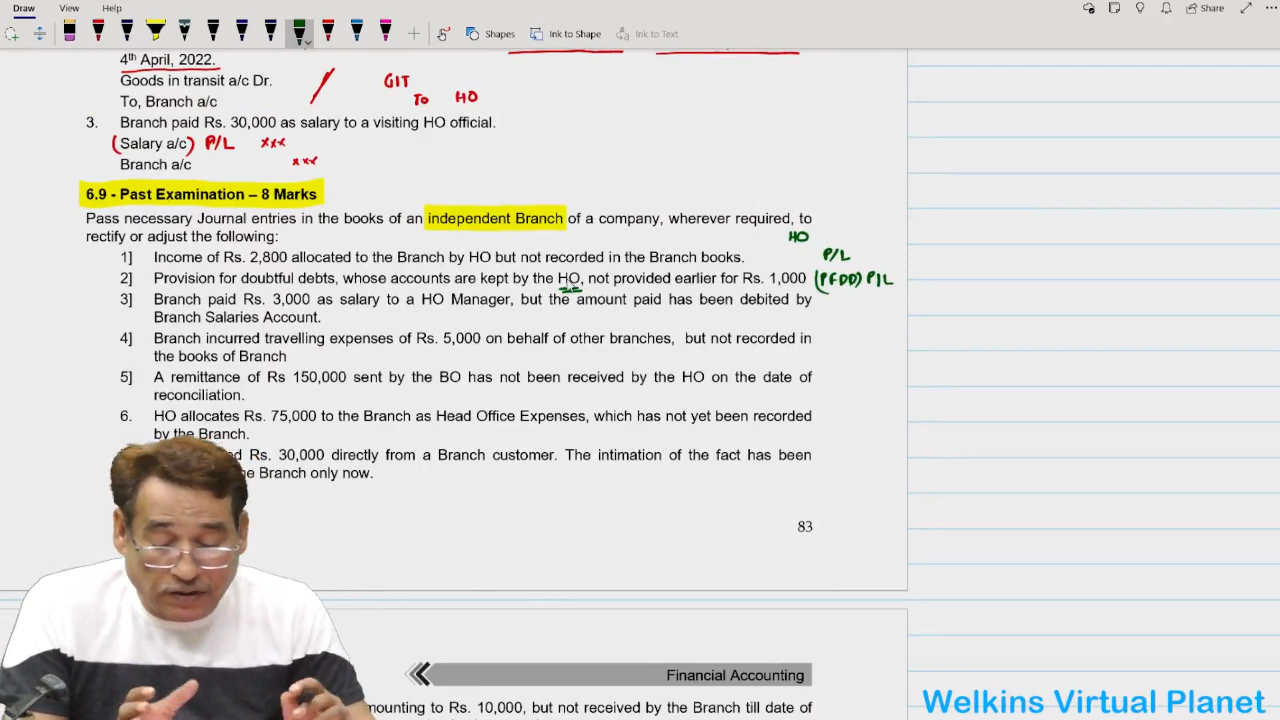 Draw View Help
Share
Shapes Ink to Shape Ink to Text
4th April, 2022.
Goods in transit a/c Dr. GIT
To, Branch a/c To HO
3. Branch paid Rs. 30,000 as salary to a visiting HO official.
(Salary a/c) P/L xxx
Branch a/c xxx
6.9 - Past Examination – 8 Marks
Pass necessary Journal entries in the books of an independent Branch of a company, wherever required, to
rectify or adjust the following: HO
1] Income of Rs. 2,800 allocated to the Branch by HO but not recorded in the Branch books. P/L
2] Provision for doubtful debts, whose accounts are kept by the HO, not provided earlier for Rs. 1,000 (PFDD) P/L
3] Branch paid Rs. 3,000 as salary to a HO Manager, but the amount paid has been debited by
Branch Salaries Account.
4] Branch incurred travelling expenses of Rs. 5,000 on behalf of other branches, but not recorded in
the books of Branch
5] A remittance of Rs 150,000 sent by the BO has not been received by the HO on the date of
reconciliation.
6. HO allocates Rs. 75,000 to the Branch as Head Office Expenses, which has not yet been recorded
by the Branch.
Rs. 30,000 directly from a Branch customer. The intimation of the fact has been
Branch only now.
83
Financial Accounting
to Rs. 10,000, but not received by the Branch till date of
Welkins Virtual Planet